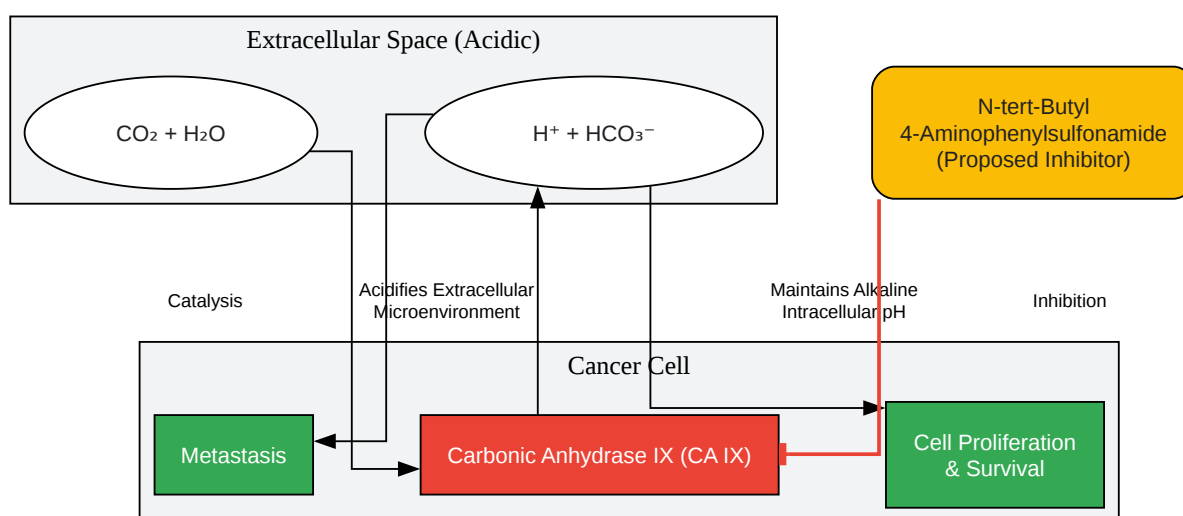 Extracellular Space (Acidic)
CO₂ + H₂O
H⁺ + HCO₃⁻
N-tert-Butyl
4-Aminophenylsulfonamide
(Proposed Inhibitor)
Catalysis
Acidifies Extracellular
Microenvironment
Maintains Alkaline
Intracellular pH
Inhibition
Cancer Cell
Metastasis
Carbonic Anhydrase IX (CA IX)
Cell Proliferation
& Survival